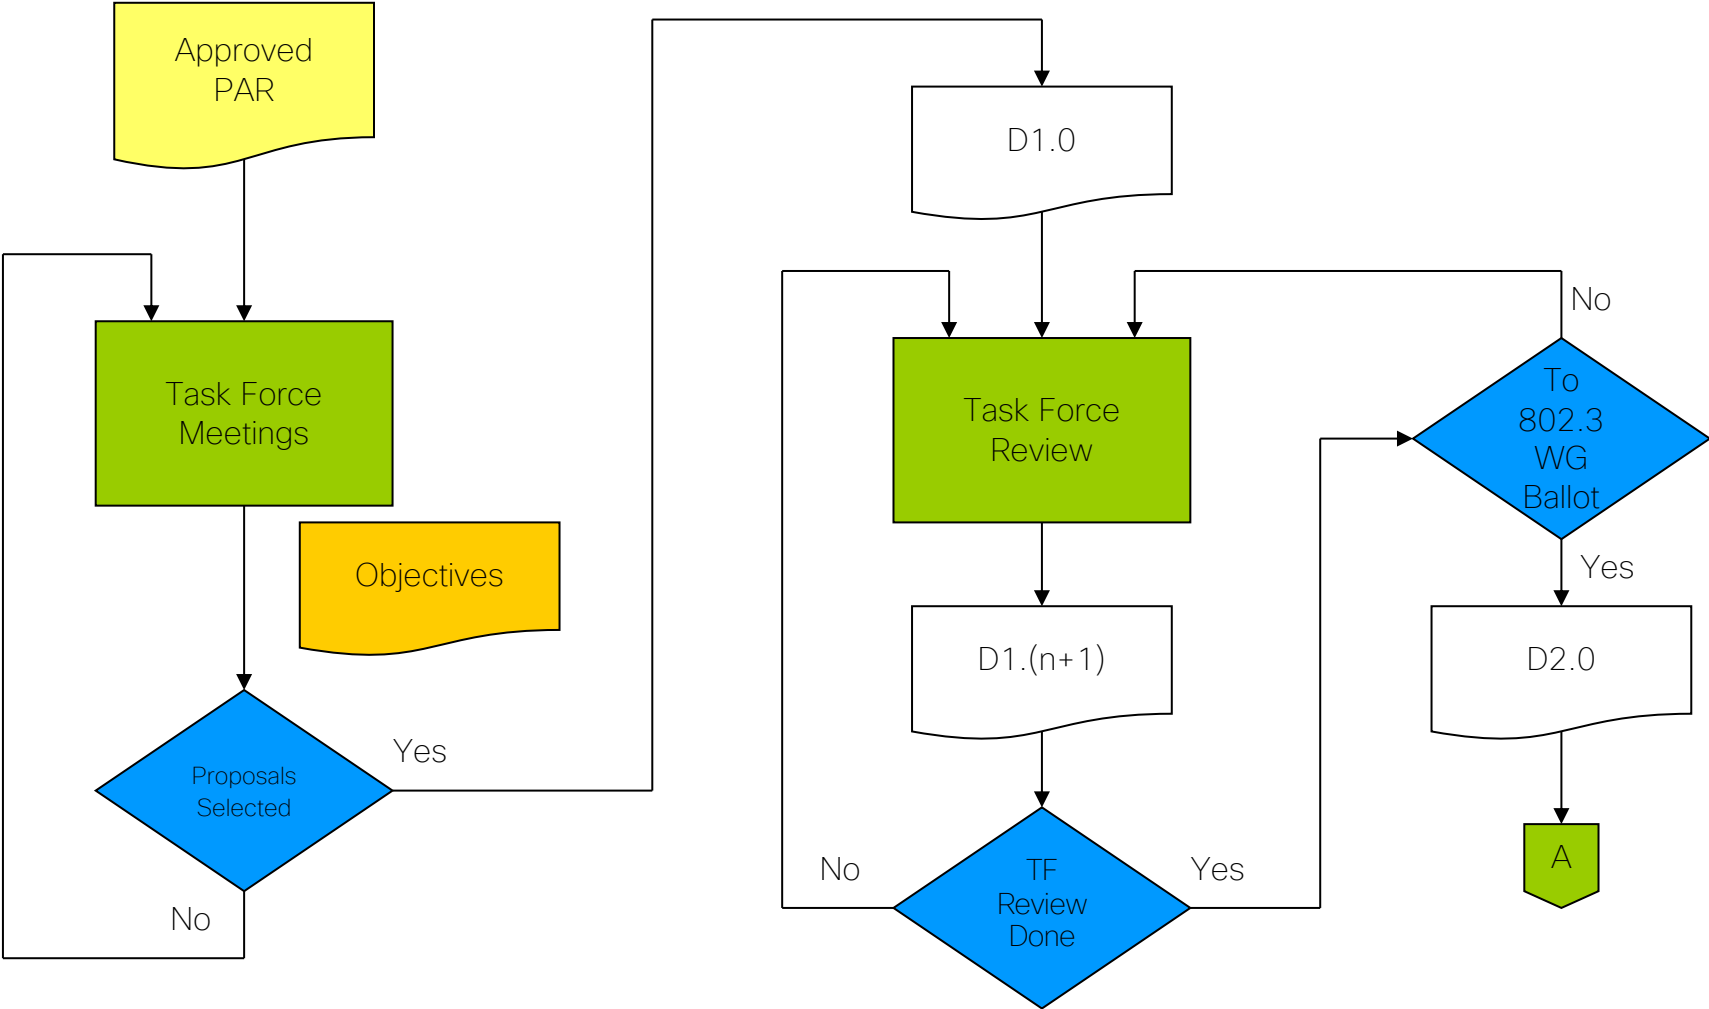 Approved
PAR
Task Force
Meetings
Objectives
Proposals
Selected
Yes
No
D1.0
Task Force
Review
D1.(n+1)
TF
Review
Done
No
Yes
No
To
802.3
WG
Ballot
Yes
D2.0
A